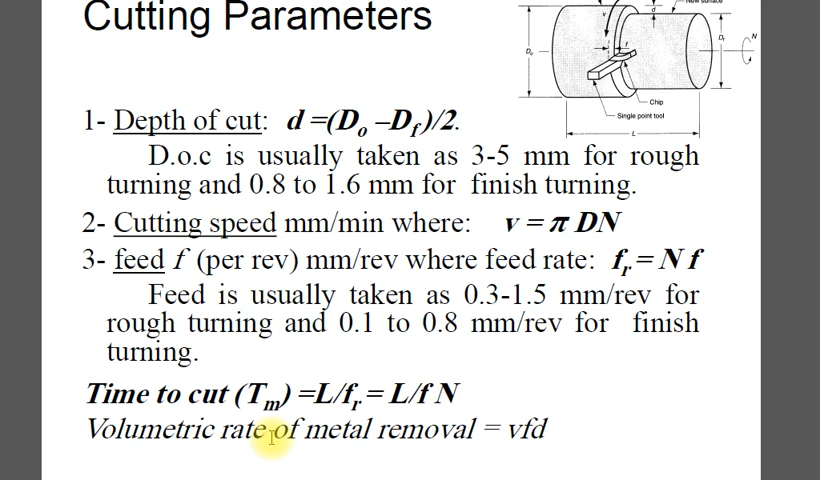 Cutting Parameters
New surface
v
d
f
Do
Df
N
Chip
Single point tool
L
1- Depth of cut: d =(Do –Df)/2.
D.o.c is usually taken as 3-5 mm for rough
turning and 0.8 to 1.6 mm for finish turning.
2- Cutting speed mm/min where: v = π DN
3- feed f (per rev) mm/rev where feed rate: fr = N f
Feed is usually taken as 0.3-1.5 mm/rev for
rough turning and 0.1 to 0.8 mm/rev for finish
turning.
Time to cut (Tm) =L/fr = L/f N
Volumetric rate of metal removal = vfd